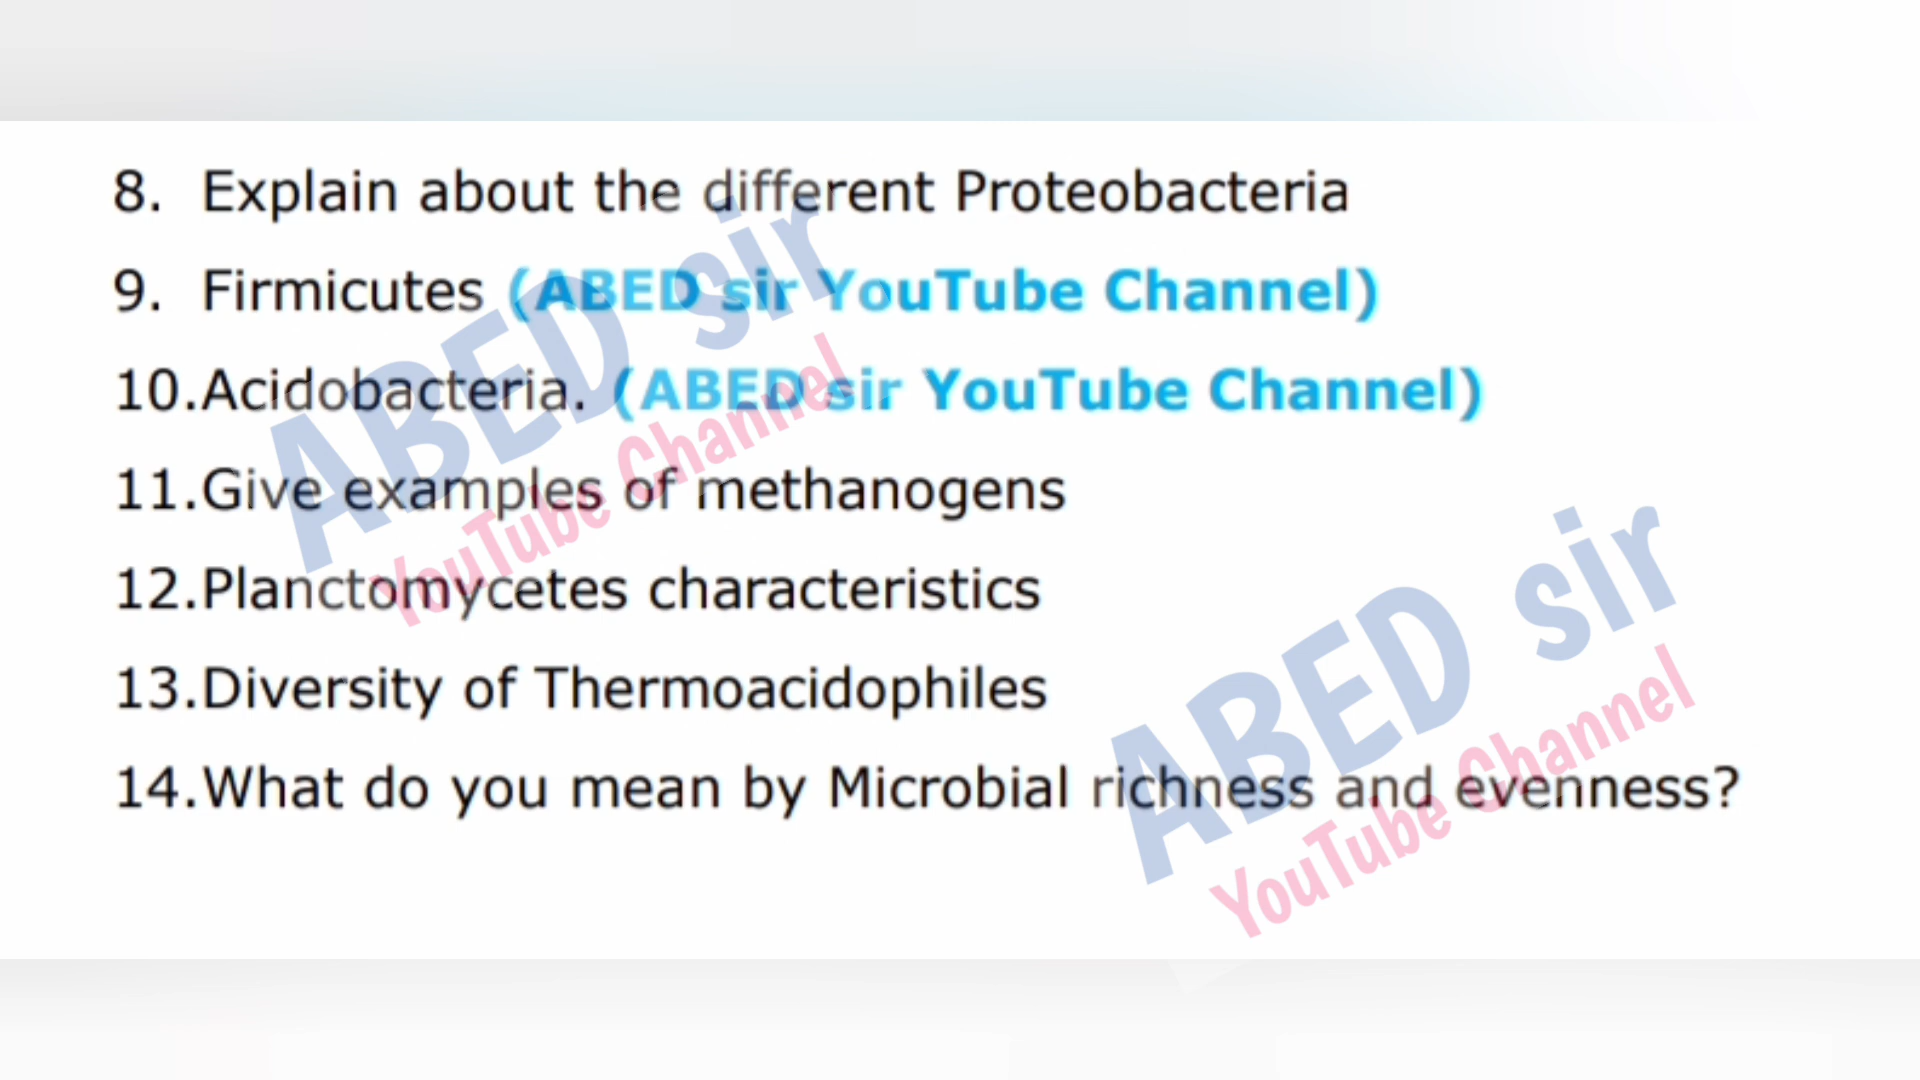 8. Explain about the different Proteobacteria
9. Firmicutes (ABED sir YouTube Channel)
10.Acidobacteria. (ABED sir YouTube Channel)
11.Give examples of methanogens
12.Planctomycetes characteristics
13.Diversity of Thermoacidophiles
14.What do you mean by Microbial richness and evenness?
ABED sir
YouTube Channel
ABED sir
YouTube Channel